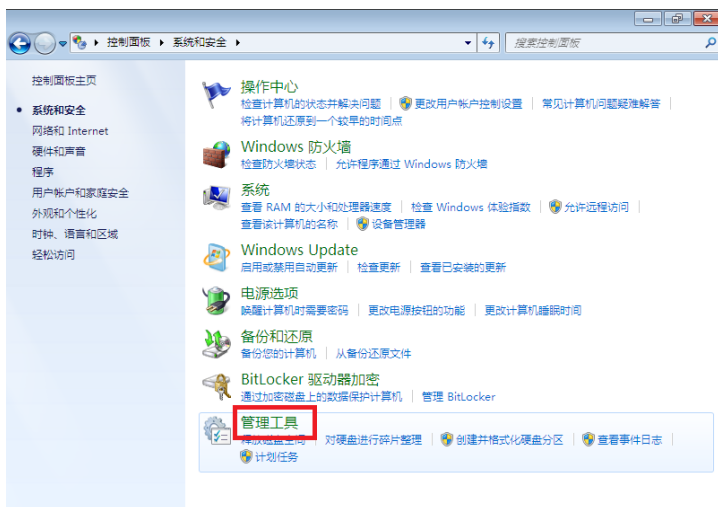 控制面板 ▸ 系统和安全 ▸
搜索控制面板
控制面板主页
系统和安全
网络和 Internet
硬件和声音
程序
用户帐户和家庭安全
外观和个性化
时钟、语言和区域
轻松访问
操作中心
检查计算机的状态并解决问题 更改用户帐户控制设置 常见计算机问题疑难解答
将计算机还原到一个较早的时间点
Windows 防火墙
检查防火墙状态 允许程序通过 Windows 防火墙
系统
查看 RAM 的大小和处理器速度 检查 Windows 体验指数 允许远程访问
查看该计算机的名称 设备管理器
Windows Update
启用或禁用自动更新 检查更新 查看已安装的更新
电源选项
唤醒计算机时需要密码 更改电源按钮的功能 更改计算机睡眠时间
备份和还原
备份您的计算机 从备份还原文件
BitLocker 驱动器加密
通过加密磁盘上的数据保护计算机 管理 BitLocker
管理工具
释放磁盘空间 对硬盘进行碎片整理 创建并格式化硬盘分区 查看事件日志
计划任务